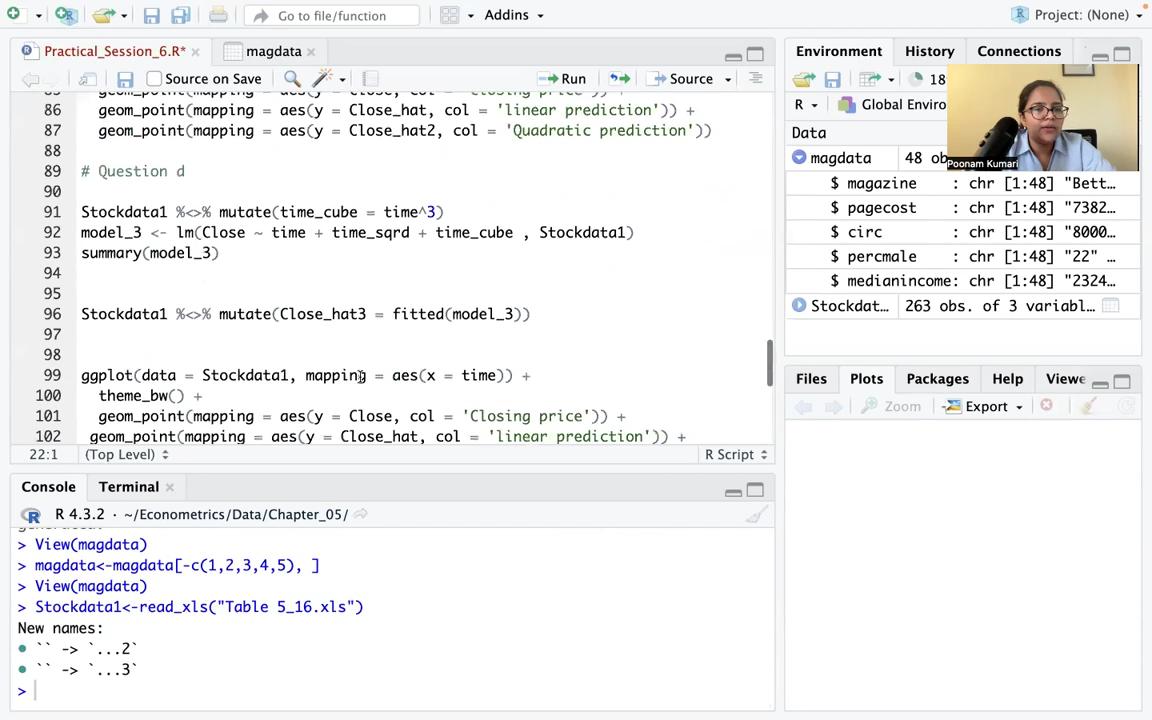 Go to file/function
Addins
Project: (None)
Practical_Session_6.R*
magdata
Source on Save
Run
Source
86 geom_point(mapping = aes(y = Close_hat, col = 'linear prediction')) +
87 geom_point(mapping = aes(y = Close_hat2, col = 'Quadratic prediction'))
88
89 # Question d
90
91 Stockdata1 %<>% mutate(time_cube = time^3)
92 model_3 <- lm(Close ~ time + time_sqrd + time_cube , Stockdata1)
93 summary(model_3)
94
95
96 Stockdata1 %<>% mutate(Close_hat3 = fitted(model_3))
97
98
99 ggplot(data = Stockdata1, mapping = aes(x = time)) +
100 theme_bw() +
101 geom_point(mapping = aes(y = Close, col = 'Closing price')) +
102 geom_point(mapping = aes(y = Close_hat, col = 'linear prediction')) +
22:1 (Top Level) R Script
Console Terminal
R 4.3.2 · ~/Econometrics/Data/Chapter_05/
> View(magdata)
> magdata<-magdata[-c(1,2,3,4,5), ]
> View(magdata)
> Stockdata1<-read_xls("Table 5_16.xls")
New names:
• `` -> `...2`
• `` -> `...3`
>
Environment History Connections
18
R Global Enviro
Data
magdata 48 ob
$ magazine : chr [1:48] "Bett…
$ pagecost : chr [1:48] "7382…
$ circ : chr [1:48] "8000…
$ percmale : chr [1:48] "22" …
$ medianincome: chr [1:48] "2324…
Stockdat… 263 obs. of 3 variabl…
Poonam Kumari
Files Plots Packages Help Viewe
Zoom Export